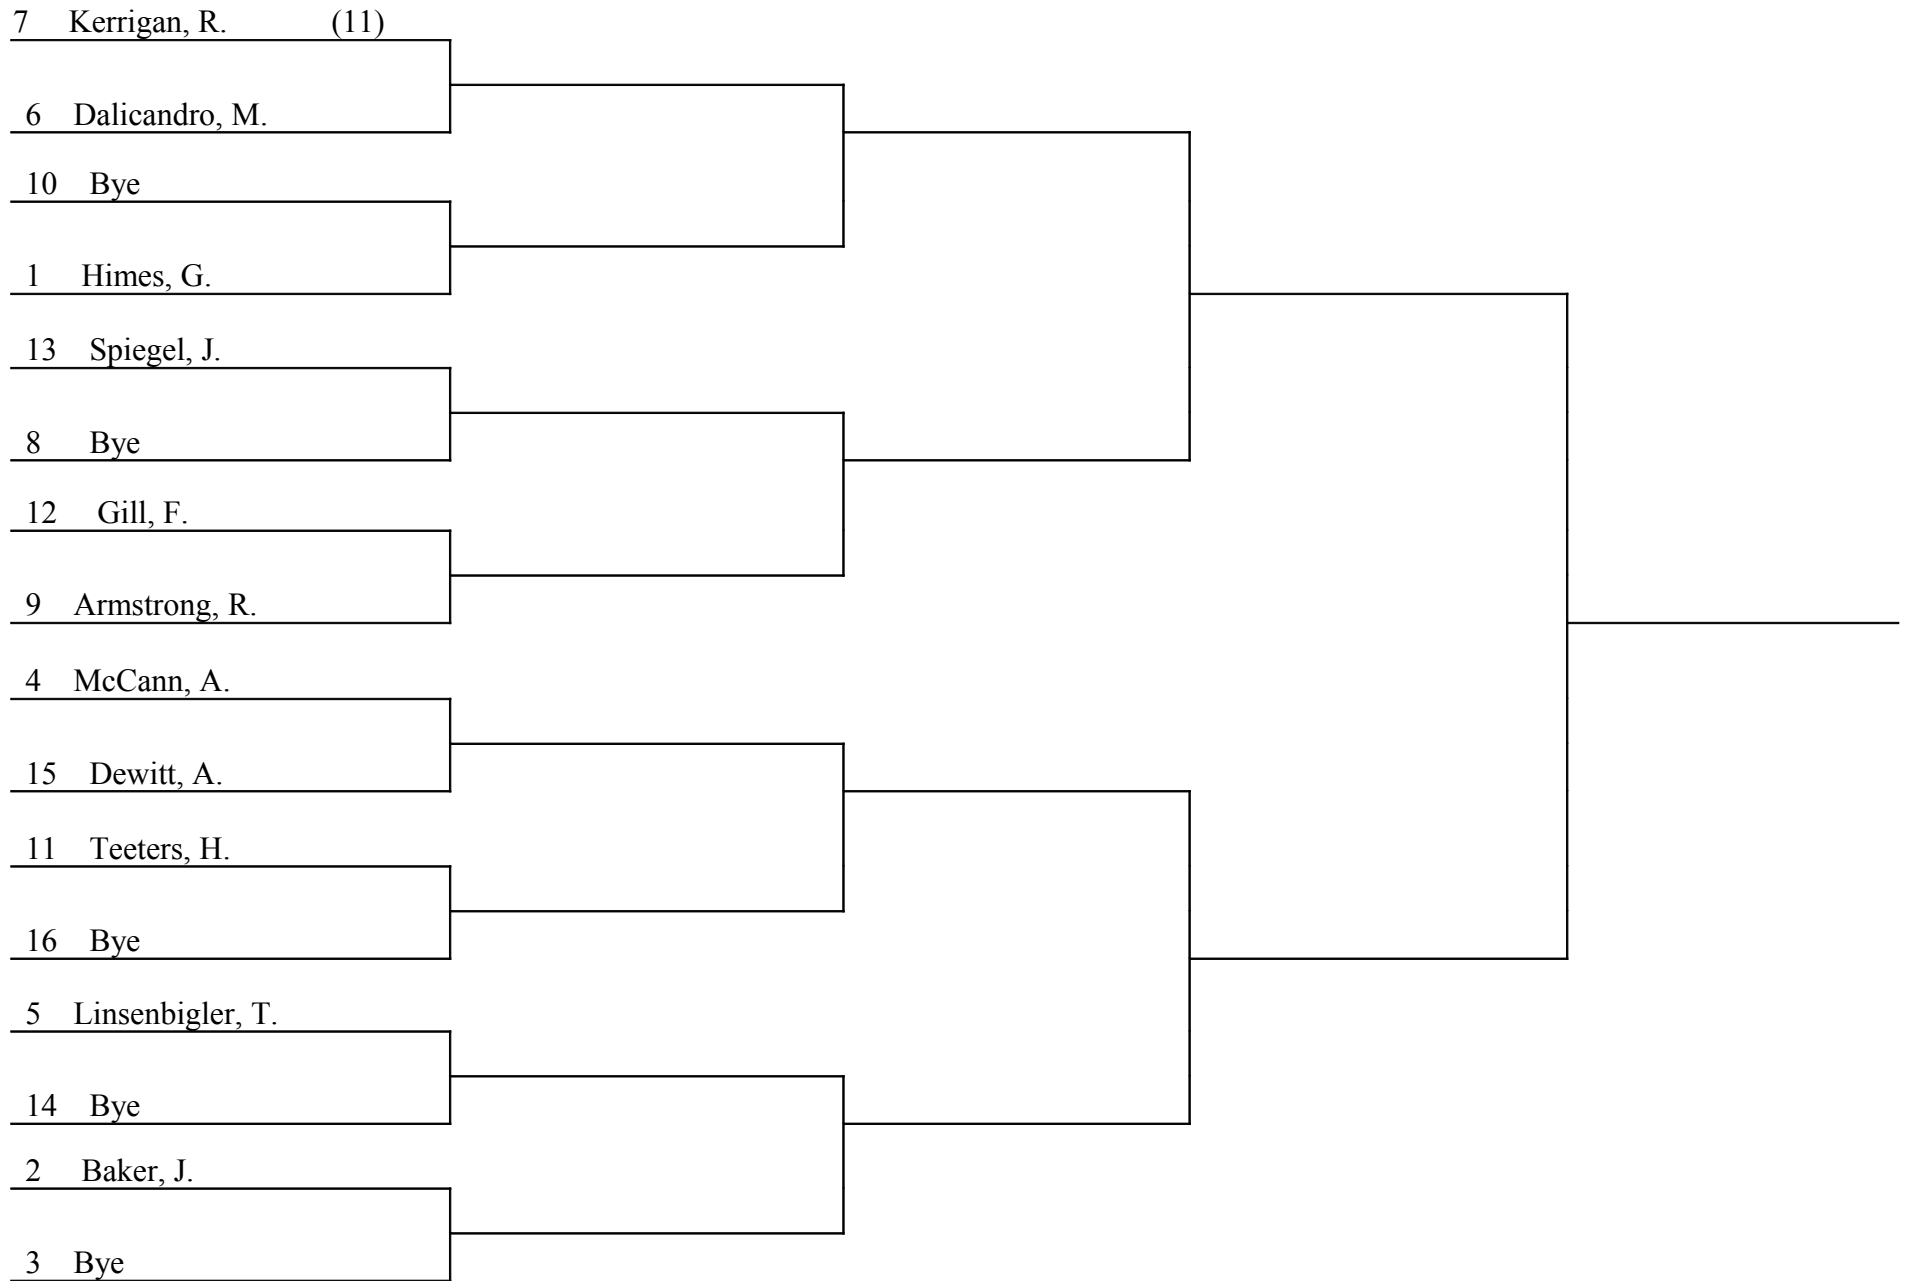 7 Kerrigan, R. (11)
6 Dalicandro, M.
10 Bye
1 Himes, G.
13 Spiegel, J.
8 Bye
12 Gill, F.
9 Armstrong, R.
4 McCann, A.
15 Dewitt, A.
11 Teeters, H.
16 Bye
5 Linsenbigler, T.
14 Bye
2 Baker, J.
3 Bye